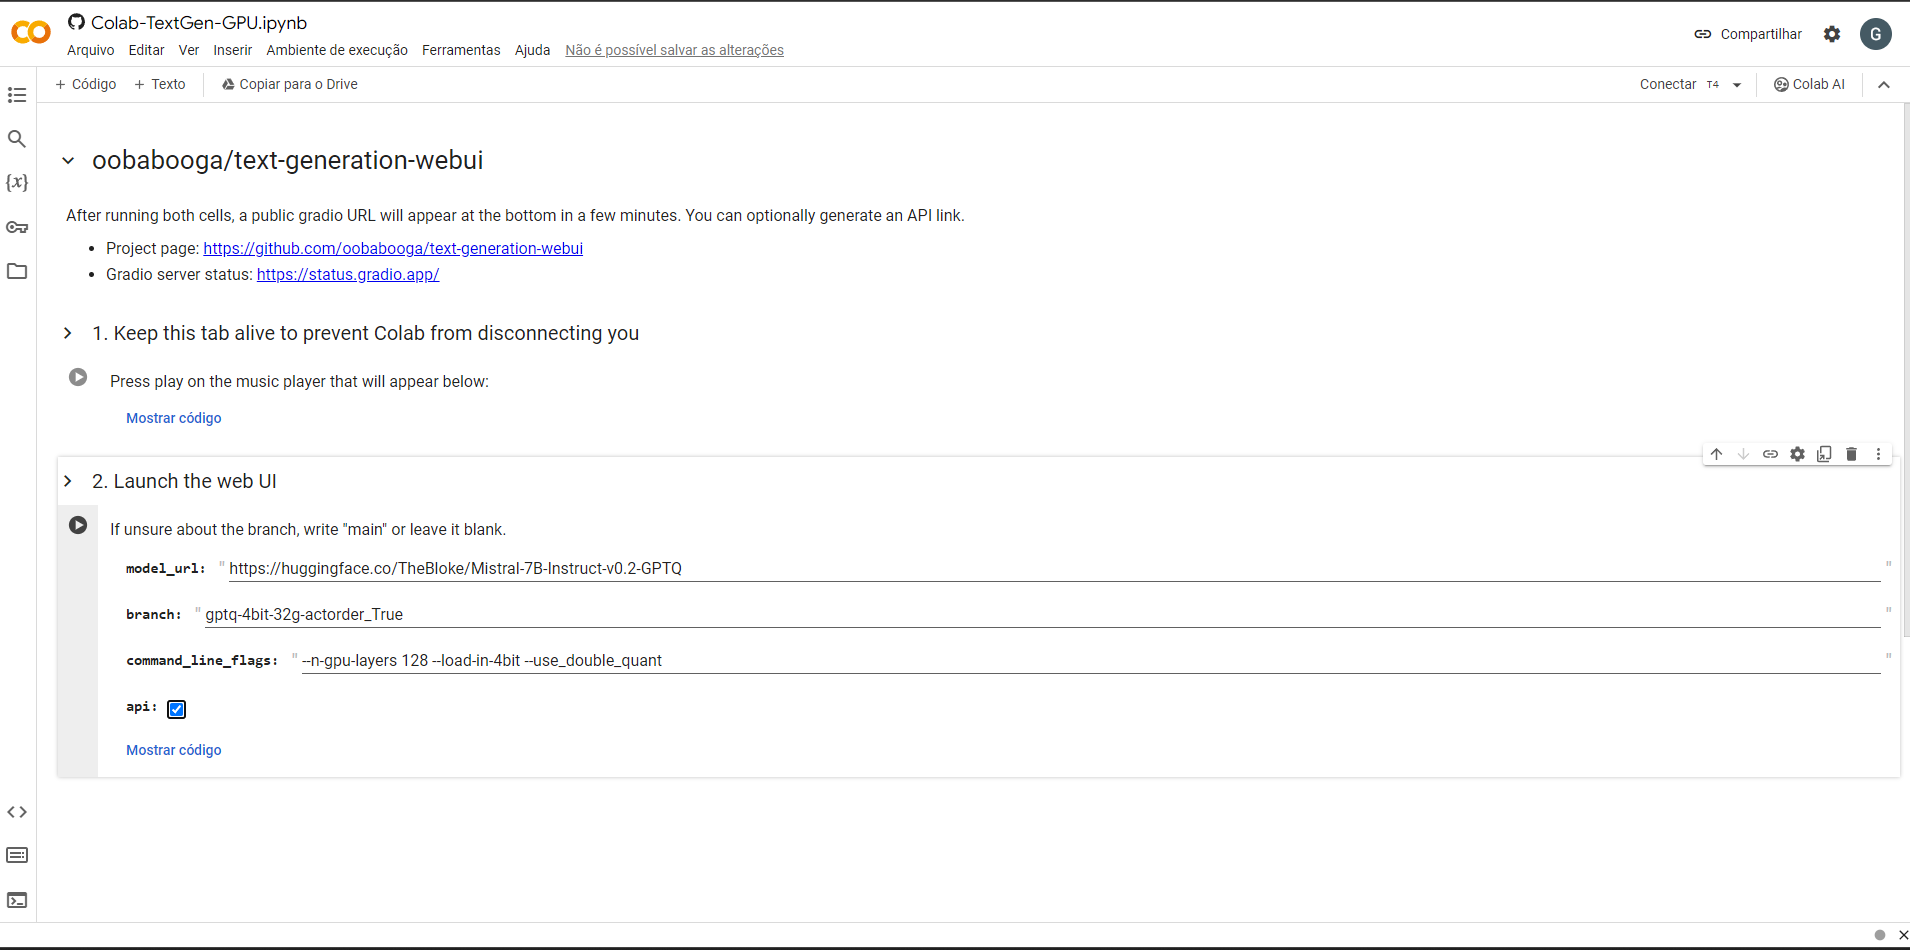 Colab-TextGen-GPU.ipynb
Arquivo Editar Ver Inserir Ambiente de execução Ferramentas Ajuda Não é possível salvar as alterações
Compartilhar
G
+ Código + Texto Copiar para o Drive
Conectar T4
Colab AI
{x}
oobabooga/text-generation-webui
After running both cells, a public gradio URL will appear at the bottom in a few minutes. You can optionally generate an API link.
• Project page: https://github.com/oobabooga/text-generation-webui
• Gradio server status: https://status.gradio.app/
1. Keep this tab alive to prevent Colab from disconnecting you
Press play on the music player that will appear below:
Mostrar código
2. Launch the web UI
If unsure about the branch, write "main" or leave it blank.
model_url: "https://huggingface.co/TheBloke/Mistral-7B-Instruct-v0.2-GPTQ"
branch: "gptq-4bit-32g-actorder_True"
command_line_flags: "--n-gpu-layers 128 --load-in-4bit --use_double_quant"
api:
Mostrar código